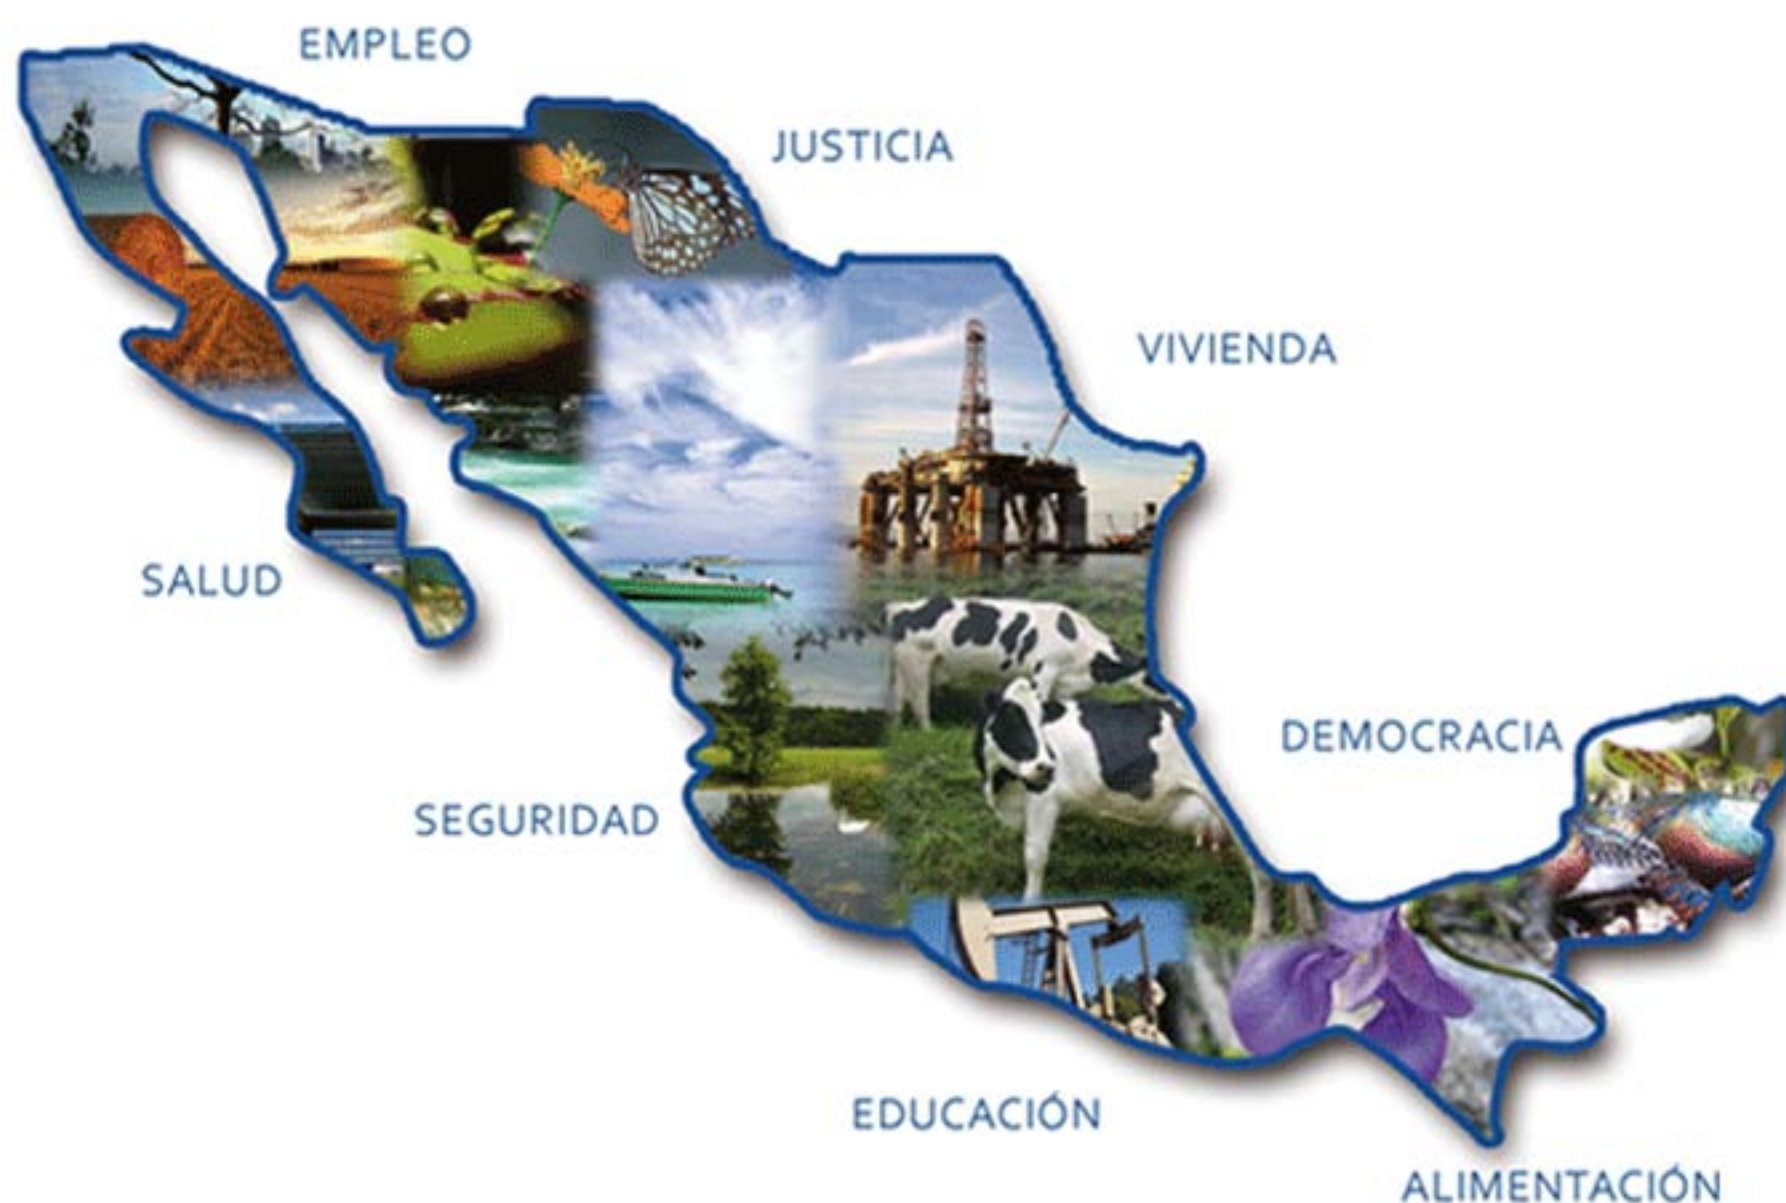 EMPLEO
JUSTICIA
VIVIENDA
SALUD
DEMOCRACIA
SEGURIDAD
EDUCACIÓN
ALIMENTACIÓN